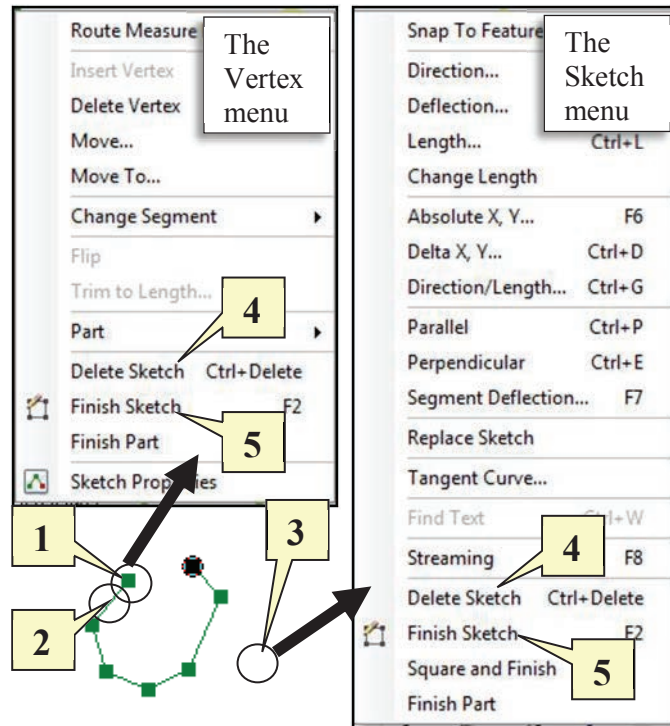 Route Measure
The
Vertex
menu
Insert Vertex
Delete Vertex
Move...
Move To...
Change Segment
Flip
Trim to Length...
4
Part
Delete Sketch Ctrl+Delete
Finish Sketch F2
5
Finish Part
Sketch Properties
1
2
3
Snap To Feature
The
Sketch
menu
Direction...
Deflection...
Length... Ctrl+L
Change Length
Absolute X, Y... F6
Delta X, Y... Ctrl+D
Direction/Length... Ctrl+G
Parallel Ctrl+P
Perpendicular Ctrl+E
Segment Deflection... F7
Replace Sketch
Tangent Curve...
Find Text Ctrl+W
Streaming F8
4
Delete Sketch Ctrl+Delete
Finish Sketch F2
Square and Finish
5
Finish Part